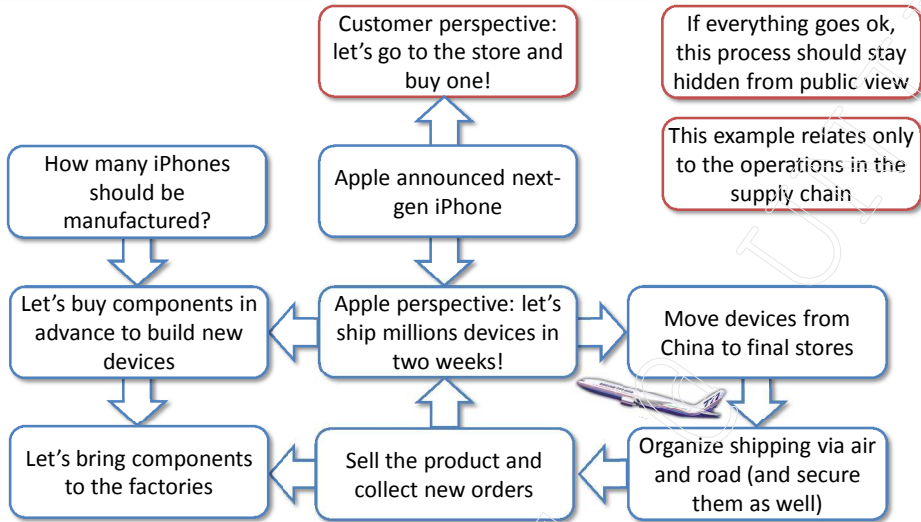 Customer perspective:
let's go to the store and
buy one!
If everything goes ok,
this process should stay
hidden from public view
This example relates only
to the operations in the
supply chain
How many iPhones
should be
manufactured?
Apple announced next-
gen iPhone
Let's buy components in
advance to build new
devices
Apple perspective: let's
ship millions devices in
two weeks!
Move devices from
China to final stores
Let's bring components
to the factories
Sell the product and
collect new orders
Organize shipping via air
and road (and secure
them as well)